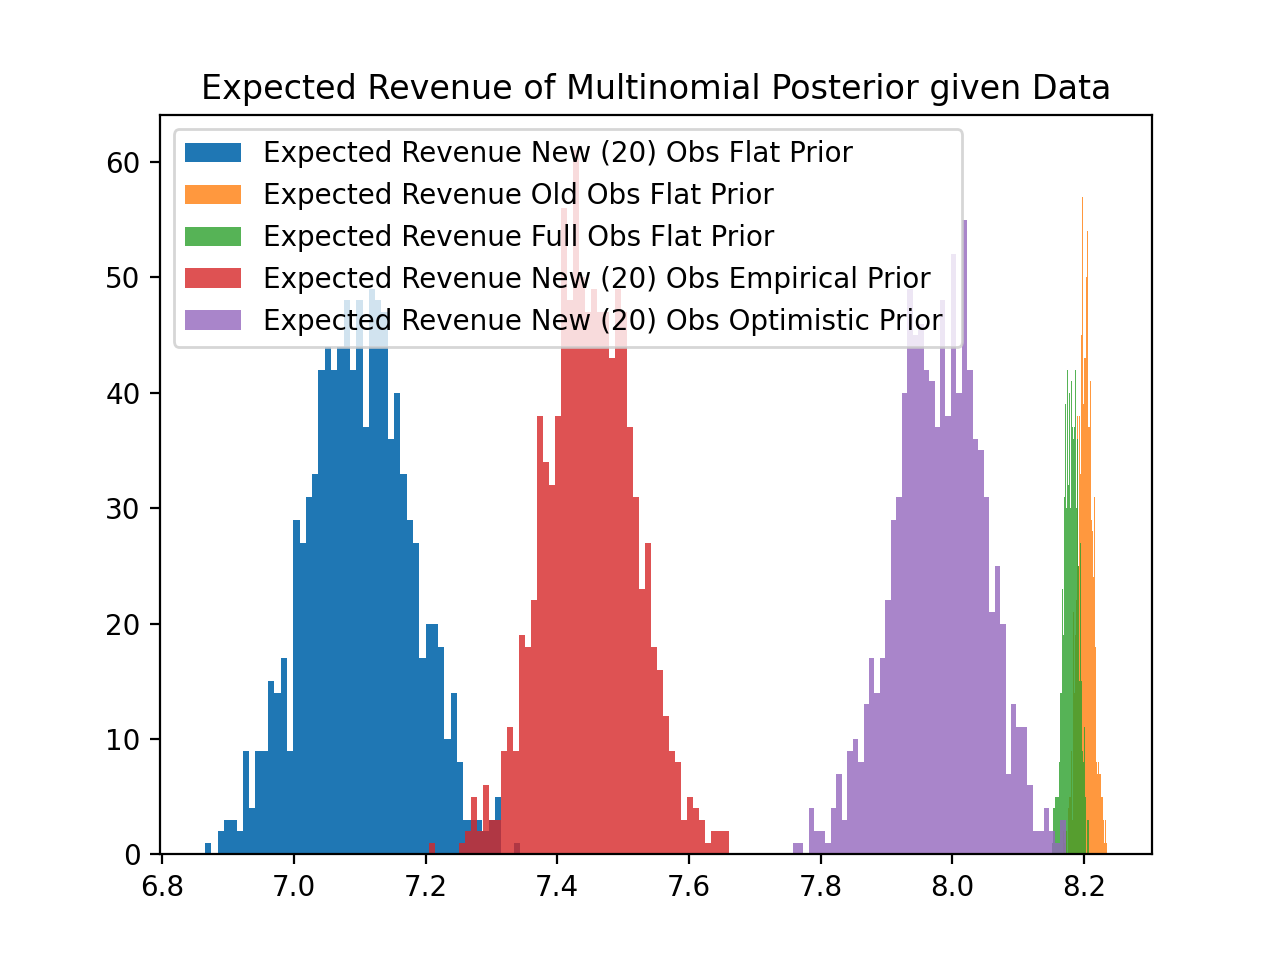 Expected Revenue of Multinomial Posterior given Data
60
50
40
30
20
10
0
Expected Revenue New (20) Obs Flat Prior
Expected Revenue Old Obs Flat Prior
Expected Revenue Full Obs Flat Prior
Expected Revenue New (20) Obs Empirical Prior
Expected Revenue New (20) Obs Optimistic Prior
6.8 7.0 7.2 7.4 7.6 7.8 8.0 8.2